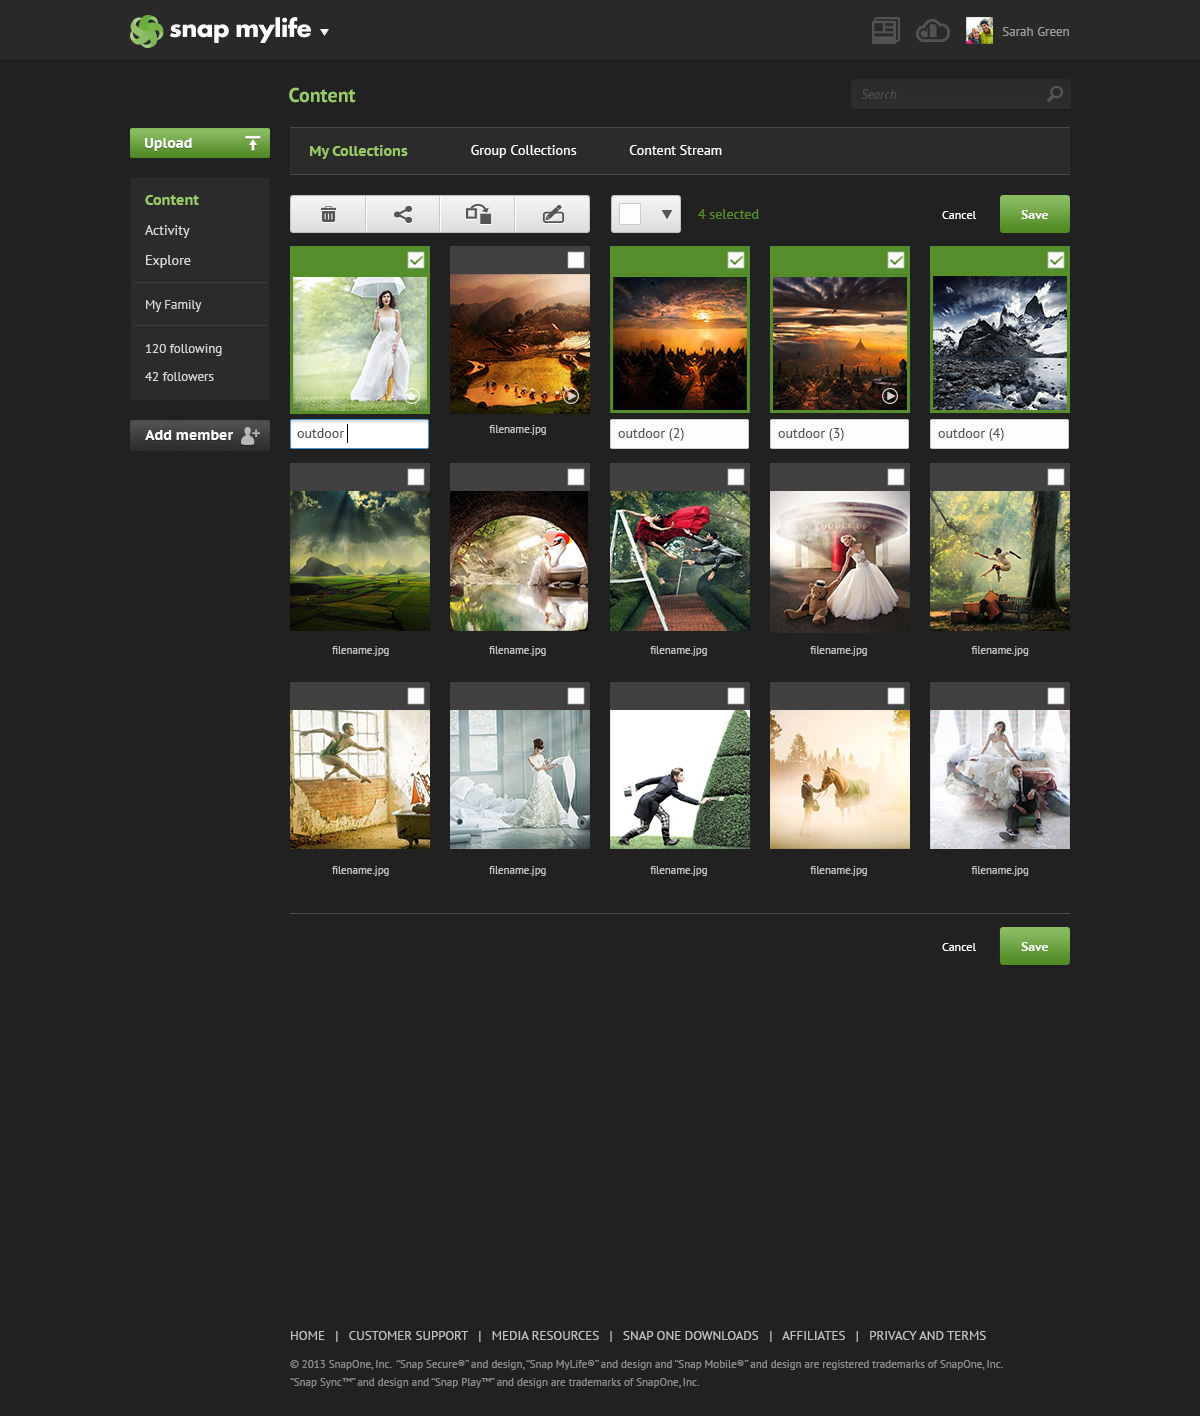 snap mylife
Sarah Green
Content
Search
Upload
My Collections
Group Collections
Content Stream
Content
Activity
Explore
My Family
120 following
42 followers
Add member
4 selected
Cancel
Save
outdoor
filename.jpg
outdoor (2)
outdoor (3)
outdoor (4)
filename.jpg
filename.jpg
filename.jpg
filename.jpg
filename.jpg
filename.jpg
filename.jpg
filename.jpg
filename.jpg
filename.jpg
Cancel
Save
HOME | CUSTOMER SUPPORT | MEDIA RESOURCES | SNAP ONE DOWNLOADS | AFFILIATES | PRIVACY AND TERMS
© 2013 SnapOne, Inc. “Snap Secure®” and design, “Snap MyLife®” and design and “Snap Mobile®” and design are registered trademarks of SnapOne, Inc.
“Snap Sync™” and design and “Snap Play™” and design are trademarks of SnapOne, Inc.